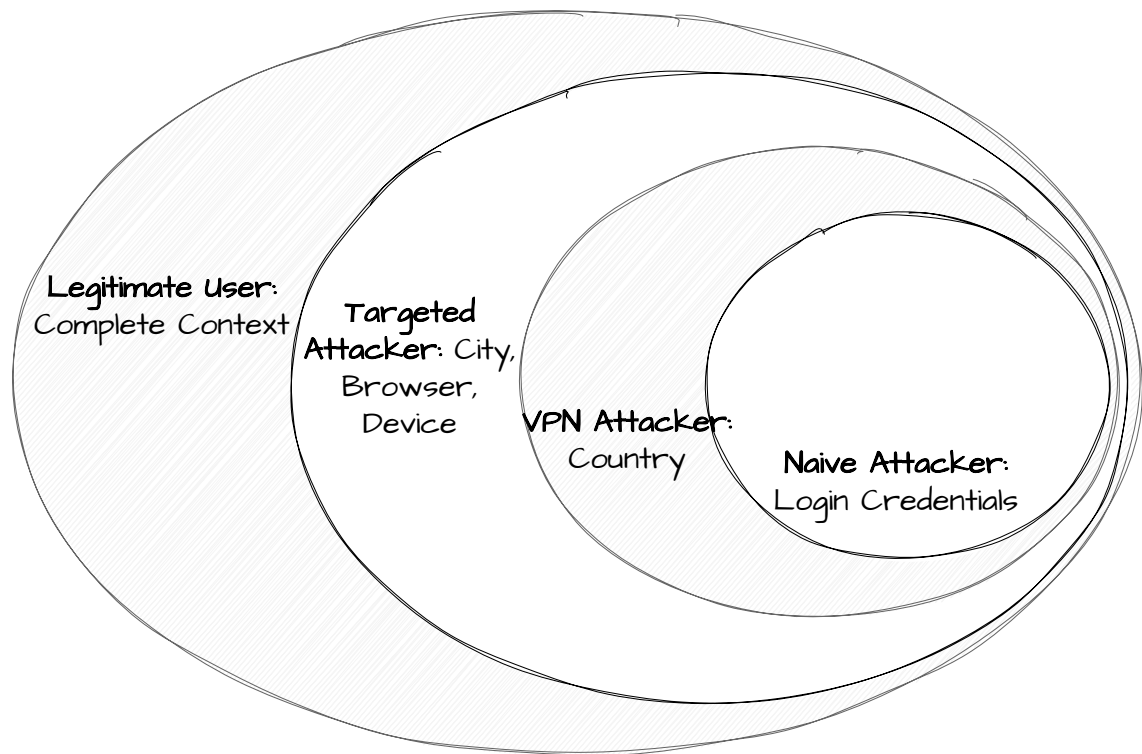 Legitimate User:
Complete Context
Targeted
Attacker: City,
Browser,
Device
VPN Attacker:
Country
Naive Attacker:
Login Credentials